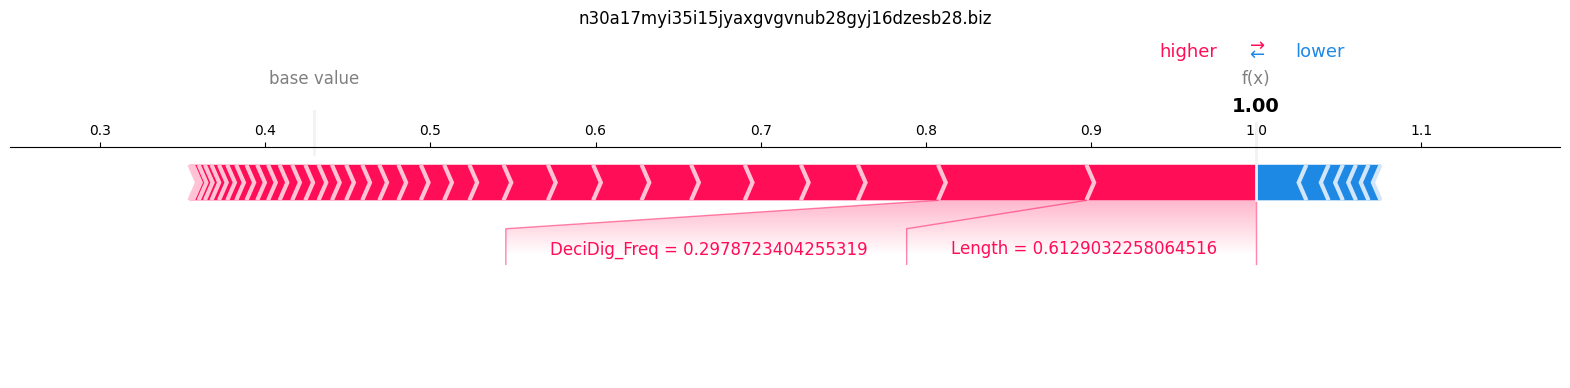 n30a17myi35i15jyaxgvgvnub28gyj16dzesb28.biz
higher ⇄ lower
base value f(x)
1.00
0.3 0.4 0.5 0.6 0.7 0.8 0.9 1.0 1.1
DeciDig_Freq = 0.2978723404255319 Length = 0.6129032258064516